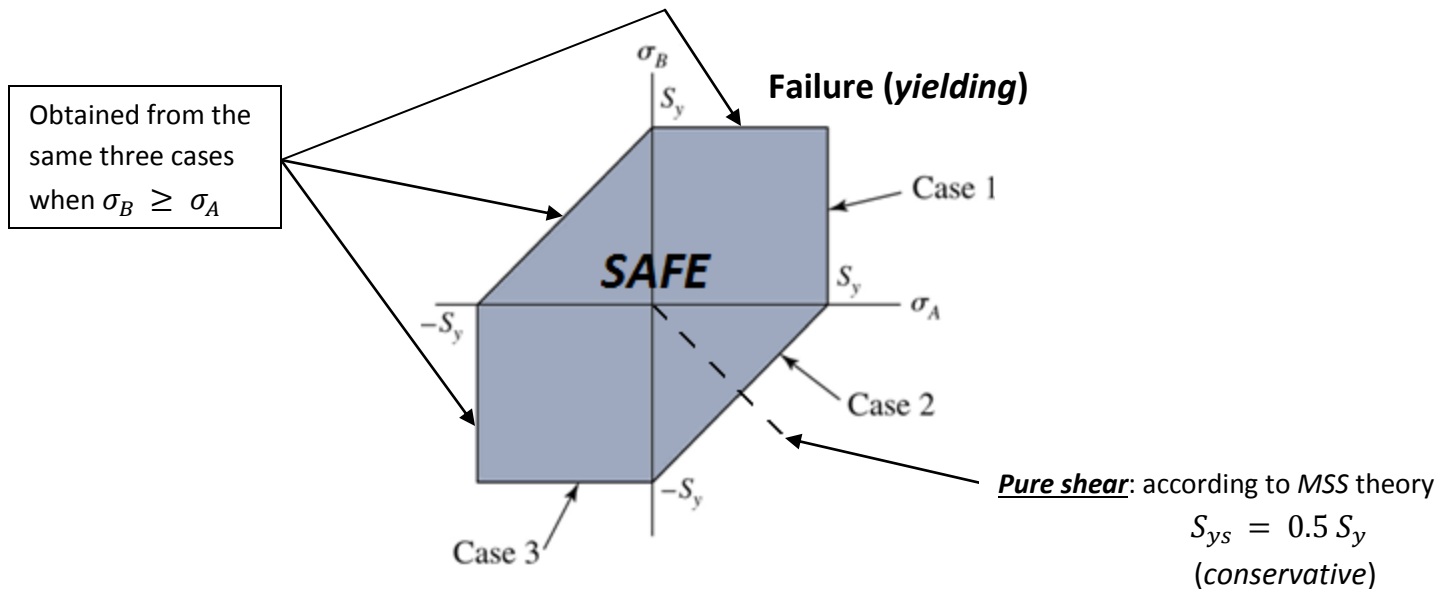 σ_B
Failure (yielding)
S_y
Obtained from the
same three cases
when σ_B ≥ σ_A
Case 1
SAFE
S_y
σ_A
−S_y
Case 2
−S_y
Pure shear: according to MSS theory
S_ys = 0.5 S_y
(conservative)
Case 3